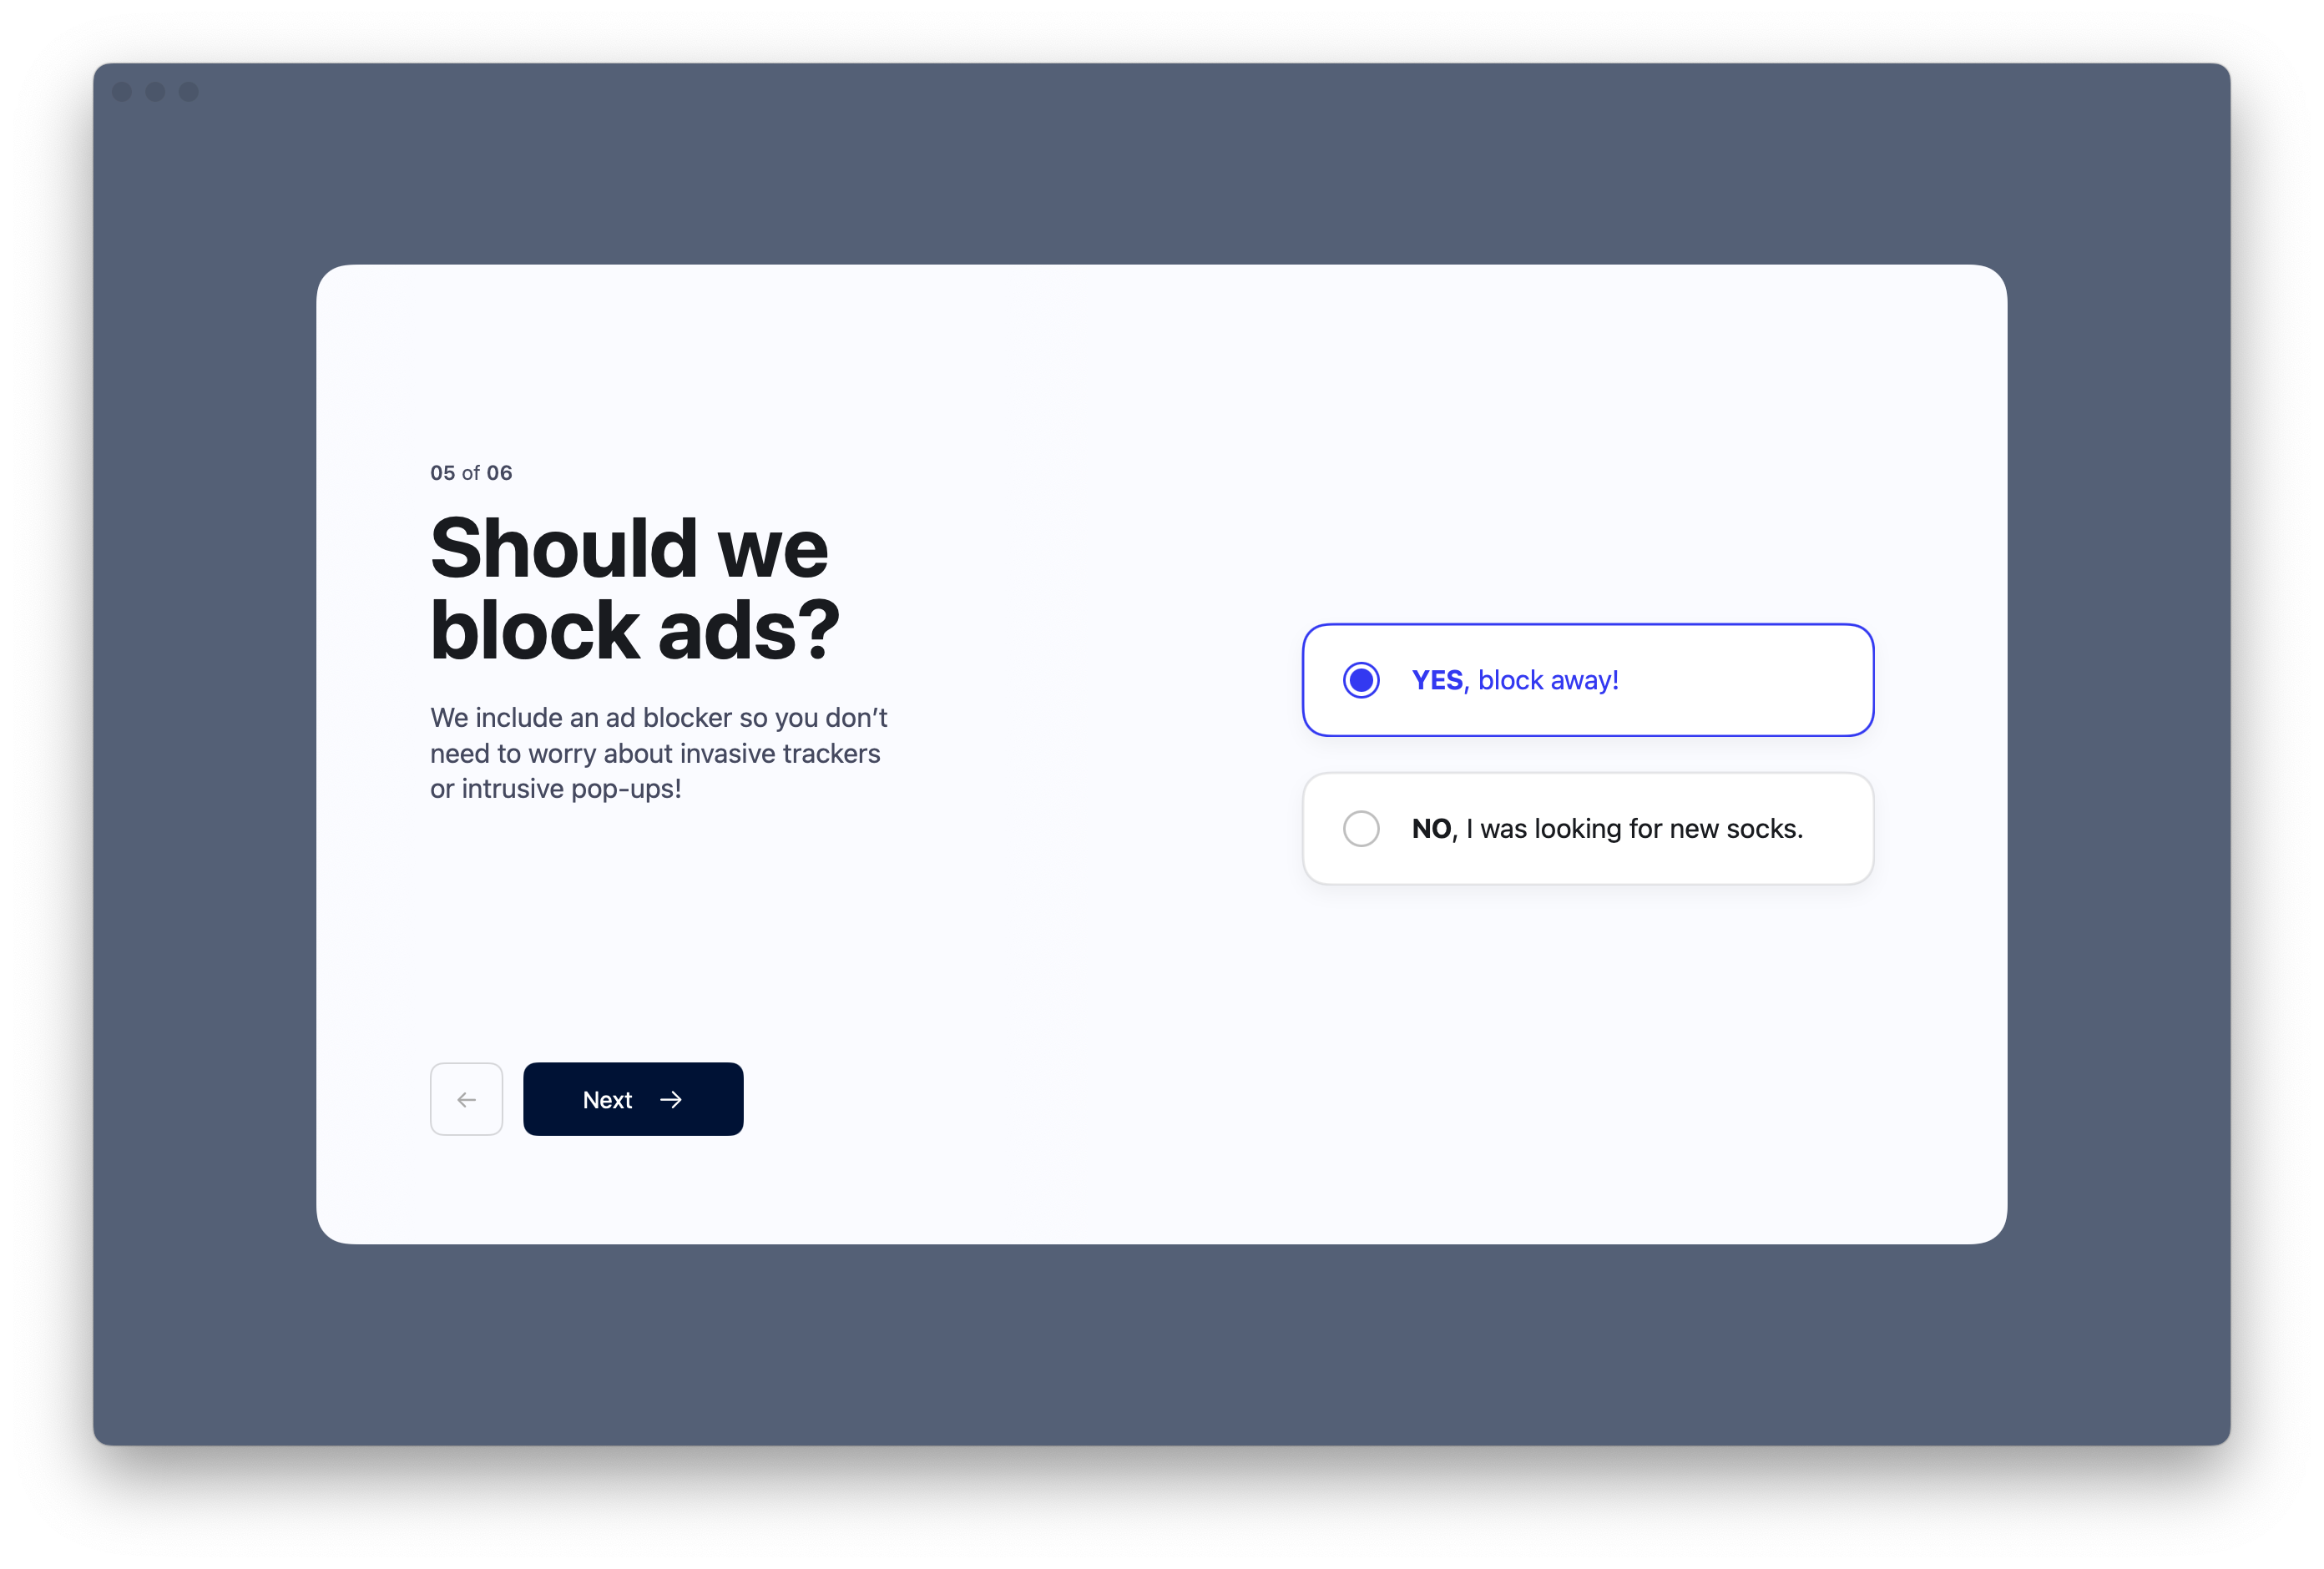 05 of 06
Should we
block ads?
We include an ad blocker so you don’t
need to worry about invasive trackers
or intrusive pop-ups!
YES, block away!
NO, I was looking for new socks.
Next